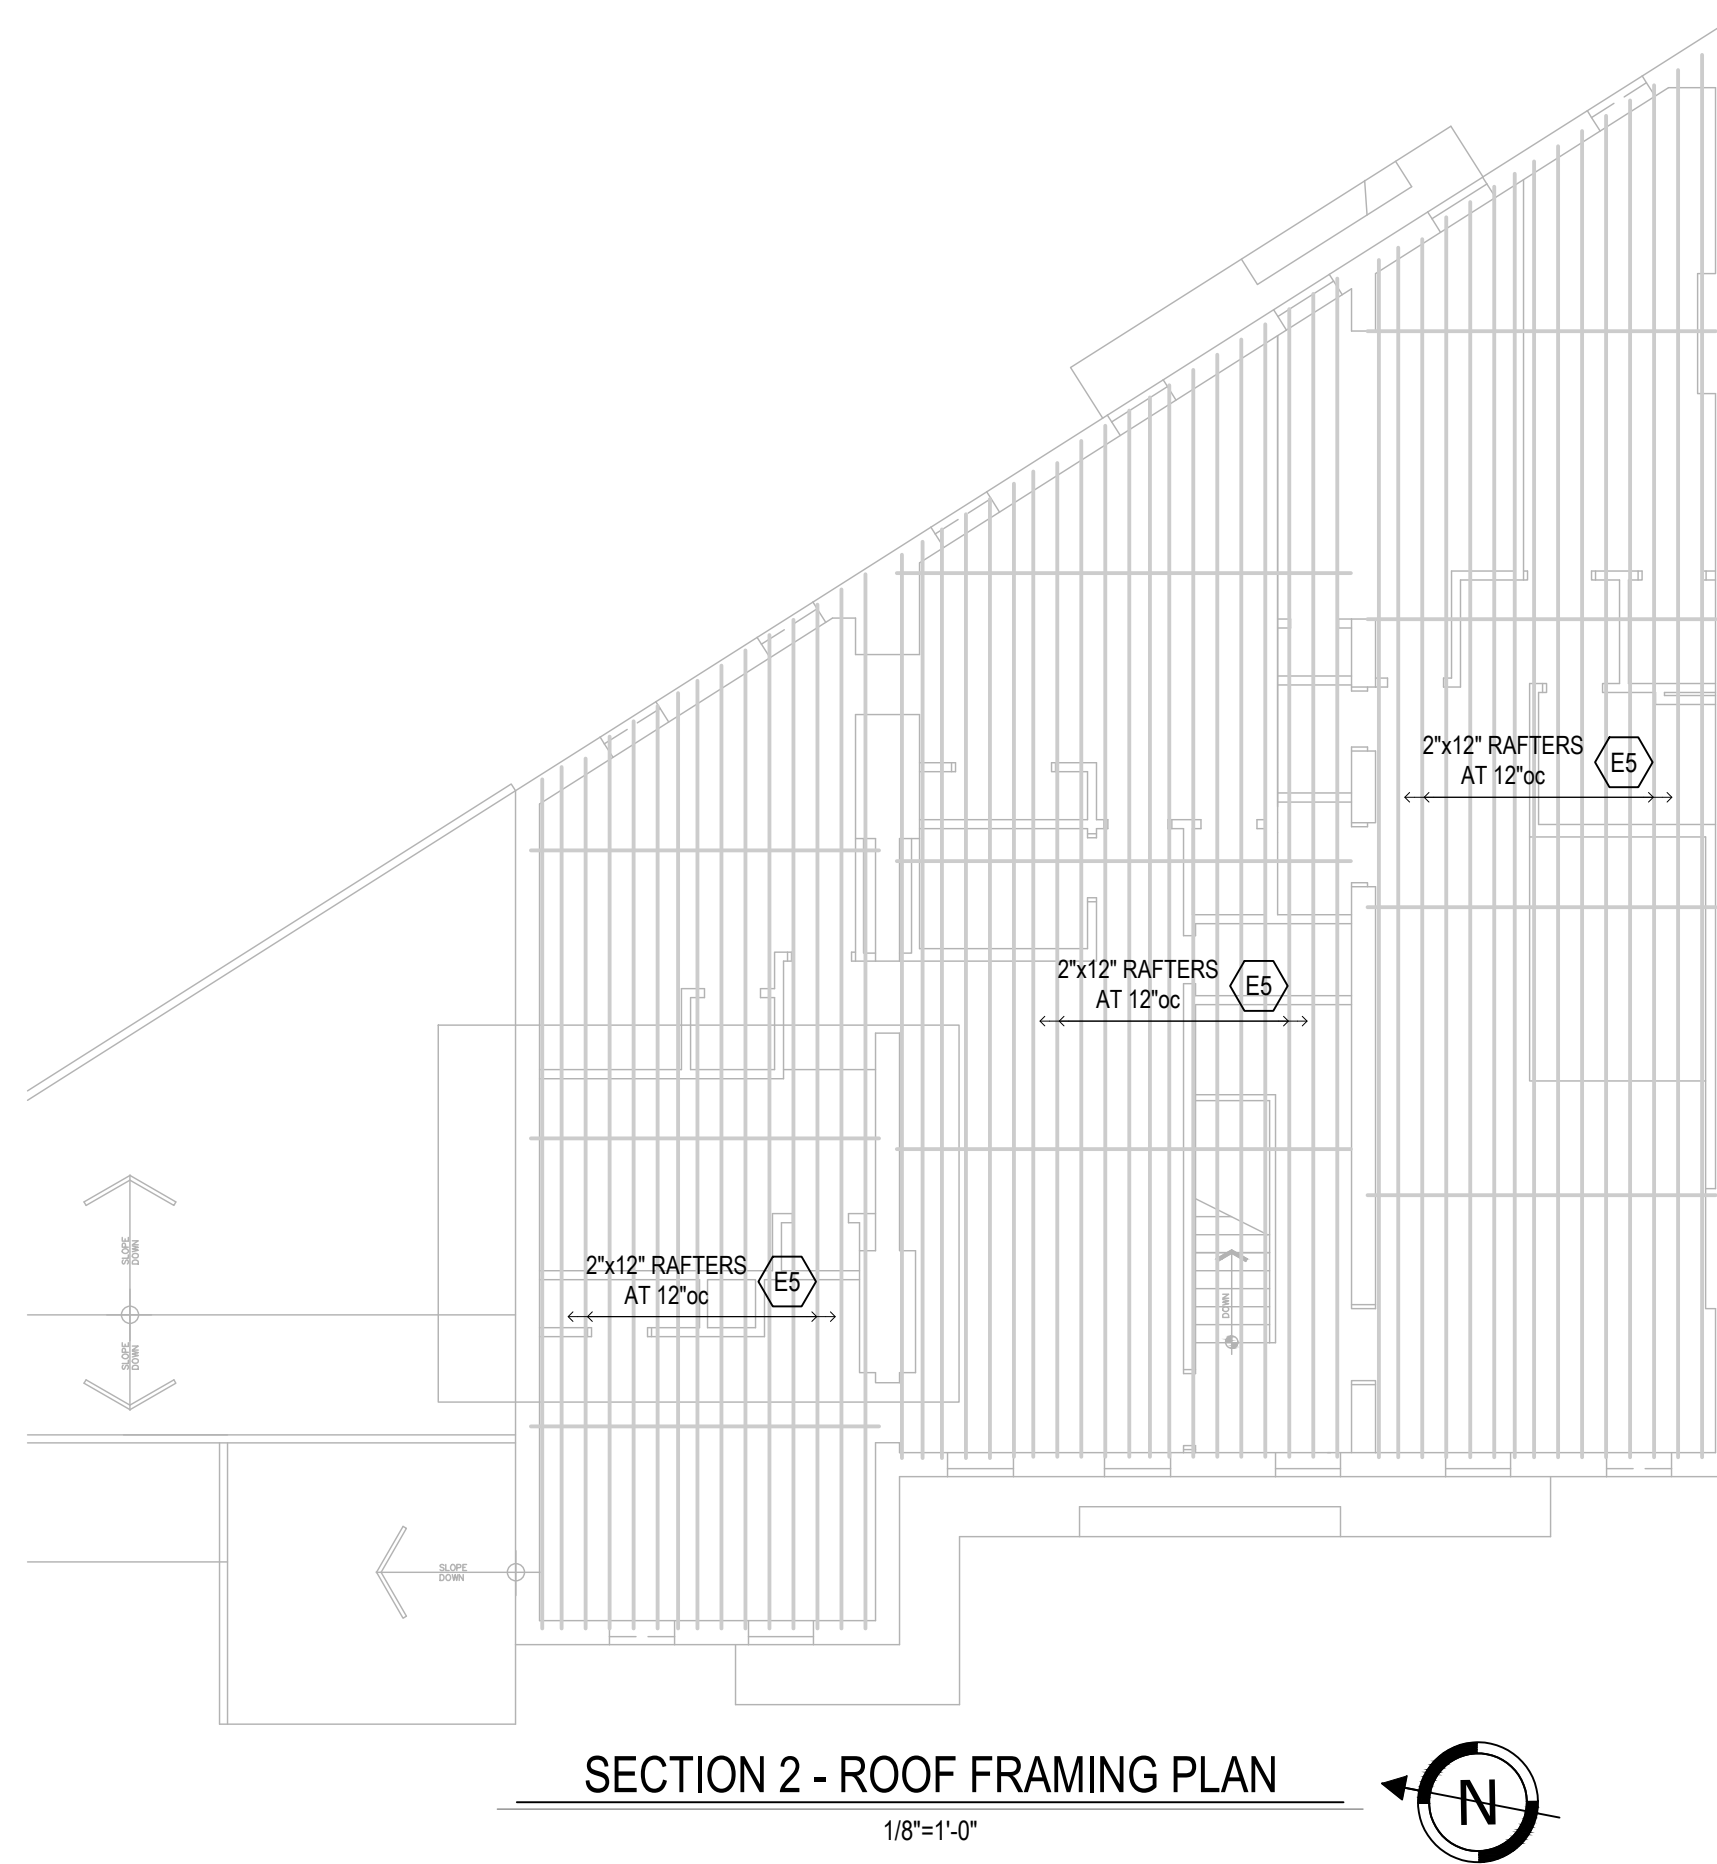 2"x12" RAFTERS
AT 12"oc
E5
2"x12" RAFTERS
AT 12"oc
E5
2"x12" RAFTERS
AT 12"oc
E5
SLOPE
DOWN
SLOPE
DOWN
DOWN
SLOPE
DOWN
SECTION 2 - ROOF FRAMING PLAN
1/8"=1'-0"
N